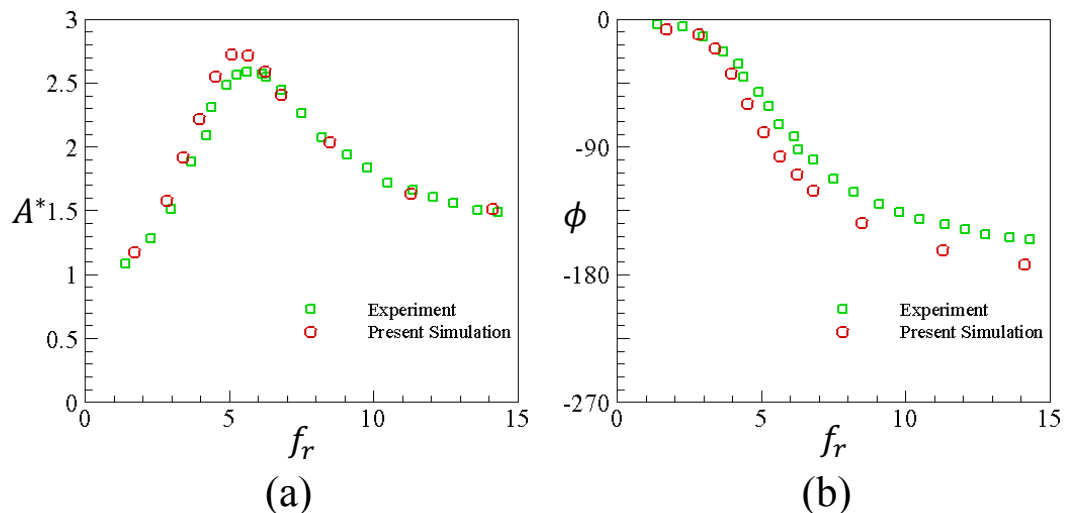 3
2.5
2
A*
1.5
1
0.5
0
Experiment
Present Simulation
0 5 10 15
f_r
(a)
0
-90
ϕ
-180
-270
Experiment
Present Simulation
0 5 10 15
f_r
(b)